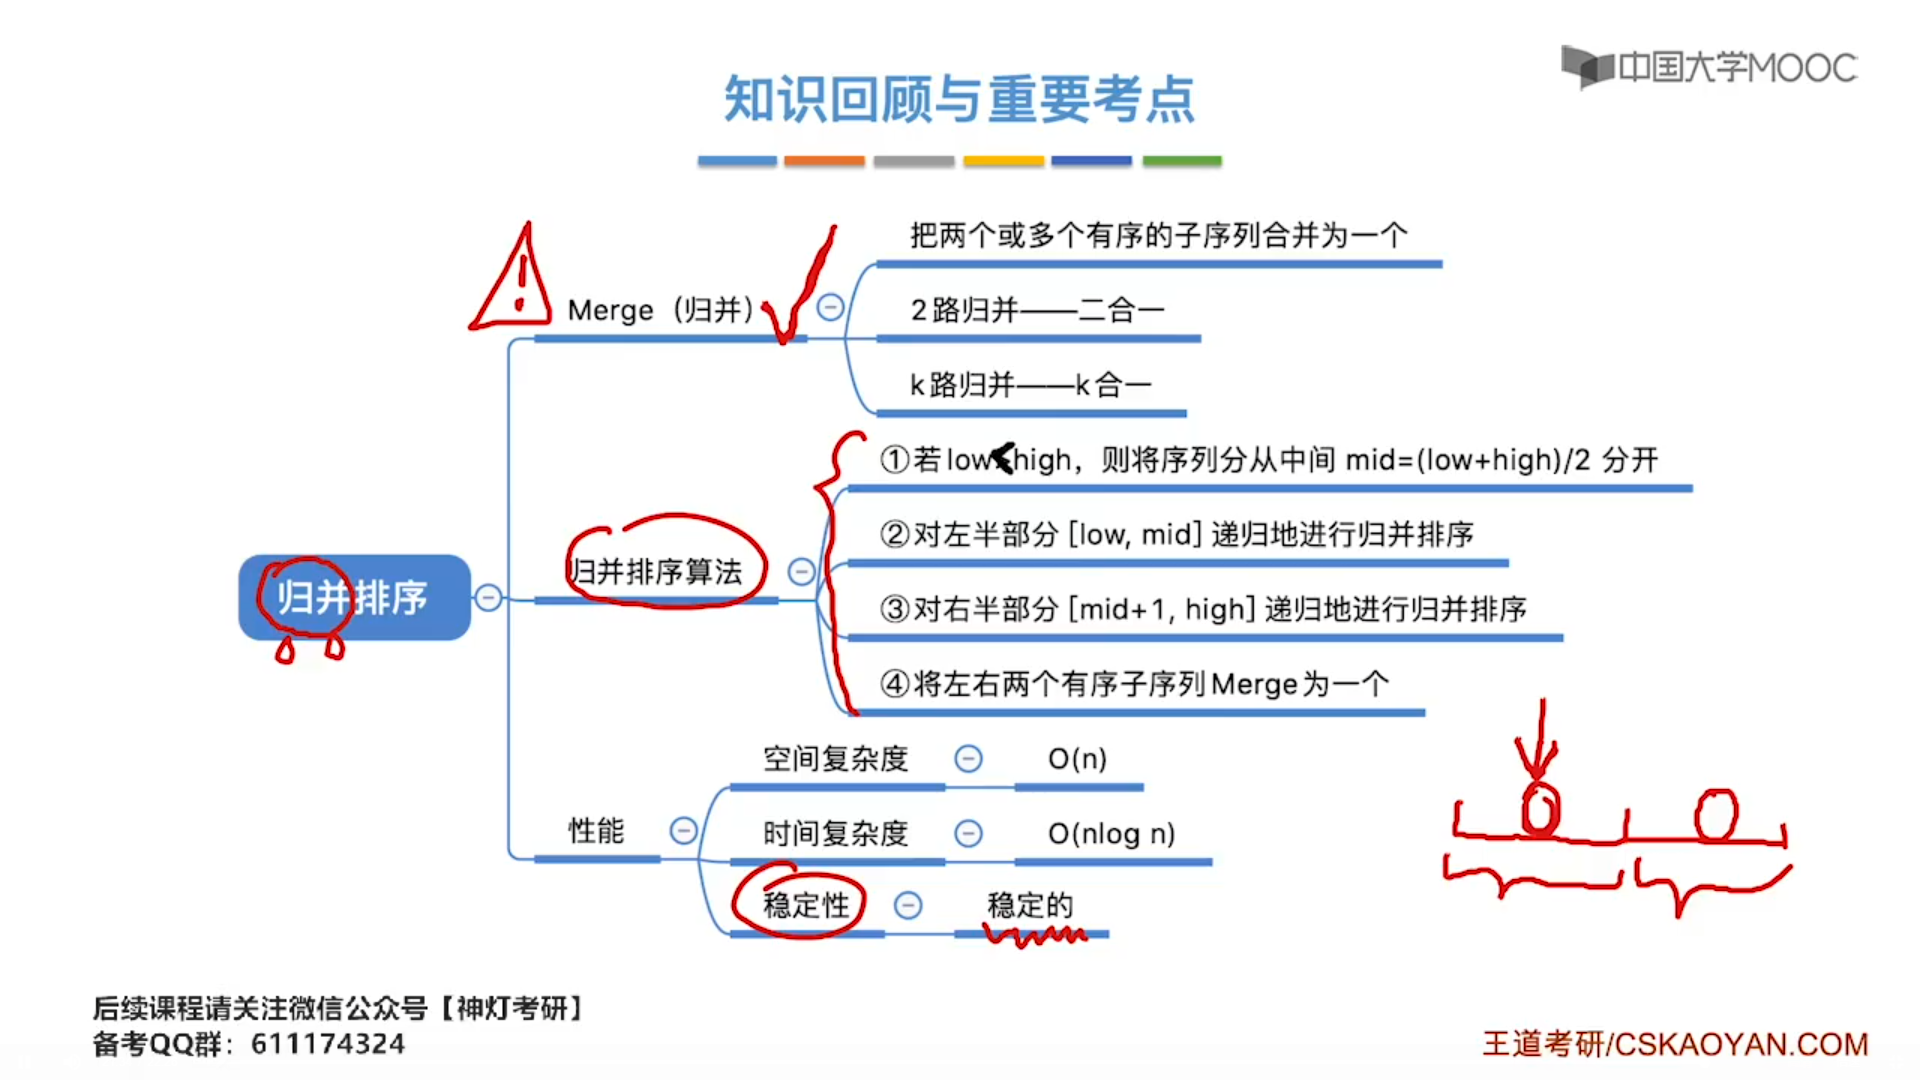 中国大学MOOC
知识回顾与重要考点
把两个或多个有序的子序列合并为一个
Merge（归并）
2路归并——二合一
k路归并——k合一
①若low<high，则将序列分从中间 mid=(low+high)/2 分开
②对左半部分 [low, mid] 递归地进行归并排序
归并排序算法
归并排序
③对右半部分 [mid+1, high] 递归地进行归并排序
④将左右两个有序子序列Merge为一个
空间复杂度
O(n)
性能
时间复杂度
O(nlog n)
稳定性
稳定的
后续课程请关注微信公众号【神灯考研】
备考QQ群：611174324
王道考研/CSKAOYAN.COM